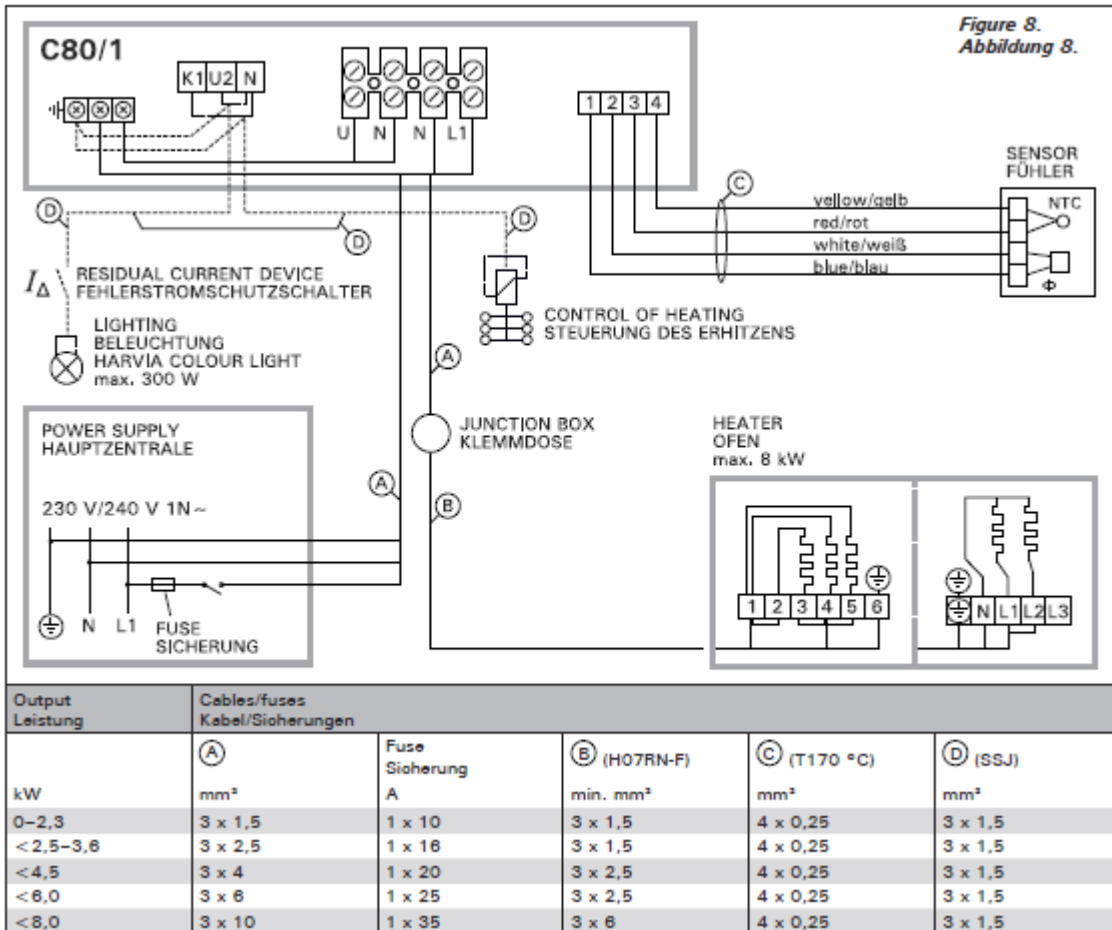 Figure 8.
Abbildung 8.
C80/1
K1 U2 N
U N N L1
1 2 3 4
SENSOR
FÜHLER
NTC
C
yellow/gelb
red/rot
white/weiß
blue/blau
Φ
D
D
D
I∆
RESIDUAL CURRENT DEVICE
FEHLERSTROMSCHUTZSCHALTER
LIGHTING
BELEUCHTUNG
HARVIA COLOUR LIGHT
max. 300 W
CONTROL OF HEATING
STEUERUNG DES ERHITZENS
A
JUNCTION BOX
KLEMMDOSE
POWER SUPPLY
HAUPTZENTRALE
230 V/240 V 1N~
A
B
N L1
FUSE
SICHERUNG
HEATER
OFEN
max. 8 kW
1 2 3 4 5 6
N L1 L2 L3
Output
Leistung
Cables/fuses
Kabel/Sicherungen
kW
A
mm²
Fuse
Sicherung
A
B (H07RN-F)
min. mm²
C (T170 °C)
mm²
D (SSJ)
mm²
0–2,3 3 x 1,5 1 x 10 3 x 1,5 4 x 0,25 3 x 1,5
<2,5–3,6 3 x 2,5 1 x 16 3 x 1,5 4 x 0,25 3 x 1,5
<4,5 3 x 4 1 x 20 3 x 2,5 4 x 0,25 3 x 1,5
<6,0 3 x 6 1 x 25 3 x 2,5 4 x 0,25 3 x 1,5
<8,0 3 x 10 1 x 35 3 x 6 4 x 0,25 3 x 1,5